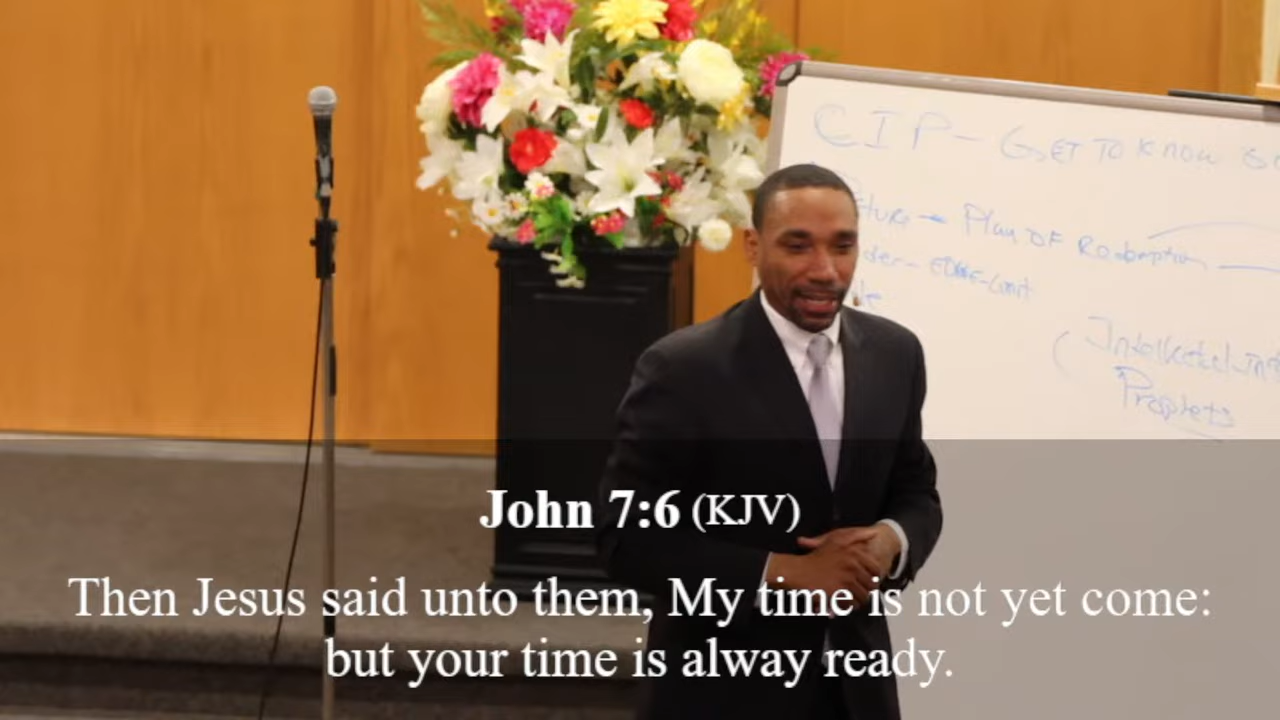 CIP - GET TO KNOW
Plan OF Redemption
Prophets
John 7:6 (KJV)
Then Jesus said unto them, My time is not yet come:
but your time is alway ready.